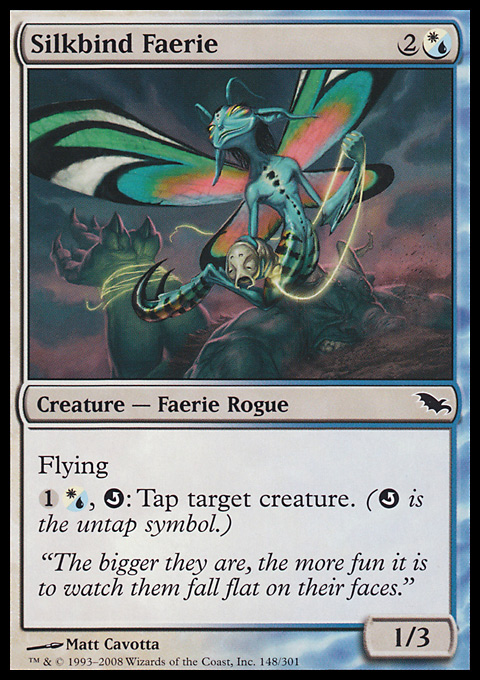 Silkbind Faerie 2
Creature — Faerie Rogue
Flying
1 , : Tap target creature. ( is
the untap symbol.)
“The bigger they are, the more fun it is
to watch them fall flat on their faces.”
Matt Cavotta
1/3
™ & © 1993–2008 Wizards of the Coast, Inc. 148/301